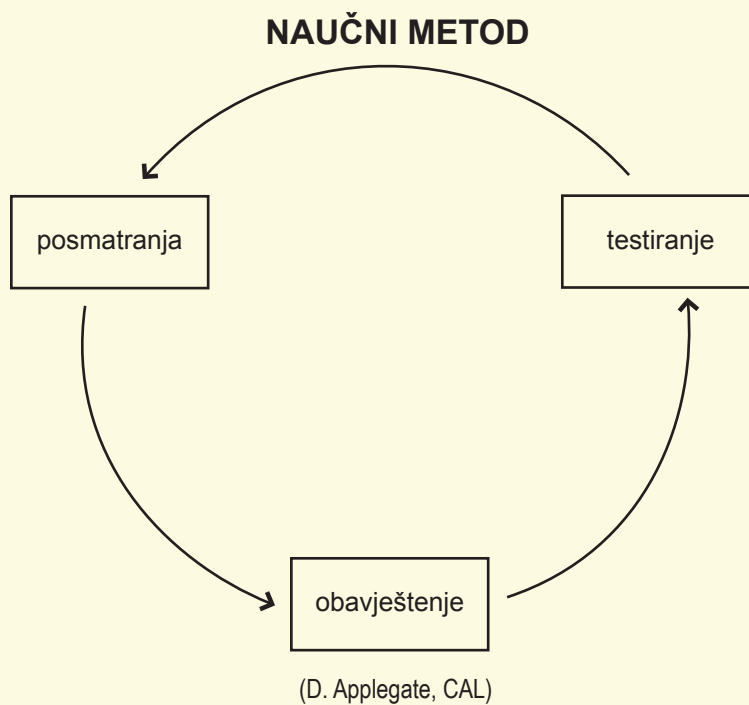 NAUČNI METOD
posmatranja
testiranje
obavještenje
(D. Applegate, CAL)